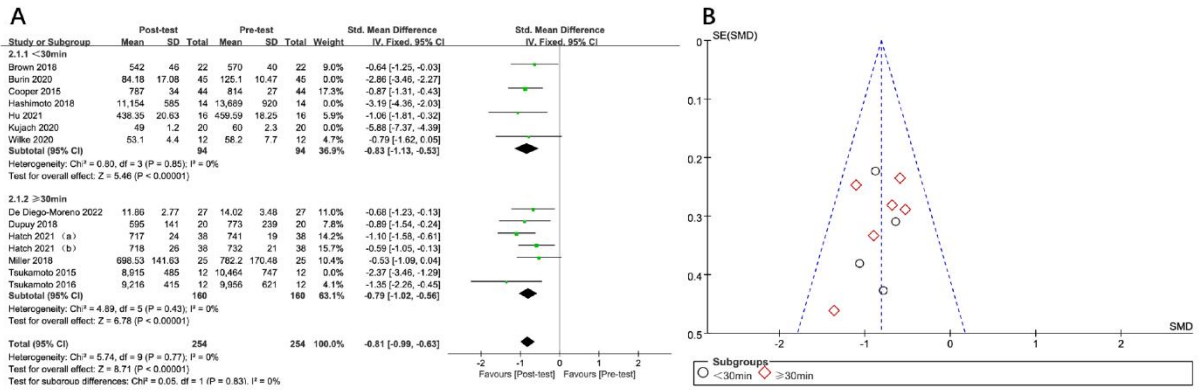 A
Post-test Pre-test Std. Mean Difference Std. Mean Difference
Study or Subgroup Mean SD Total Mean SD Total Weight IV, Fixed, 95% CI IV, Fixed, 95% CI
2.1.1 <30min
Brown 2018 542 46 22 570 40 22 9.0% -0.64 [-1.25, -0.03]
Burin 2020 84.18 17.08 45 125.1 10.47 45 0.0% -2.86 [-3.46, -2.27]
Cooper 2015 787 34 44 814 27 44 17.3% -0.87 [-1.31, -0.43]
Hashimoto 2018 11,154 585 14 13,689 920 14 0.0% -3.19 [-4.36, -2.03]
Hu 2021 438.35 20.63 16 459.59 18.25 16 5.9% -1.06 [-1.81, -0.32]
Kujach 2020 49 1.2 20 60 2.3 20 0.0% -5.88 [-7.37, -4.39]
Wilke 2020 53.1 4.4 12 58.2 7.7 12 4.7% -0.79 [-1.62, 0.05]
Subtotal (95% CI) 94 94 36.9% -0.83 [-1.13, -0.53]
Heterogeneity: Chi² = 0.80, df = 3 (P = 0.85); I² = 0%
Test for overall effect: Z = 5.46 (P < 0.00001)
2.1.2 ≥30min
De Diego-Moreno 2022 11.86 2.77 27 14.02 3.48 27 11.0% -0.68 [-1.23, -0.13]
Dupuy 2018 595 141 20 773 239 20 7.8% -0.89 [-1.54, -0.24]
Hatch 2021 (a) 717 24 38 741 19 38 14.0% -1.10 [-1.58, -0.61]
Hatch 2021 (b) 718 26 38 732 21 38 15.8% -0.59 [-1.05, -0.13]
Miller 2018 698.53 141.63 25 782.2 170.48 25 10.4% -0.53 [-1.09, 0.04]
Tsukamoto 2015 8,915 485 12 10,464 747 12 0.0% -2.37 [-3.46, -1.29]
Tsukamoto 2016 9,216 415 12 9,956 621 12 4.1% -1.35 [-2.26, -0.45]
Subtotal (95% CI) 160 160 63.1% -0.79 [-1.02, -0.56]
Heterogeneity: Chi² = 4.89, df = 5 (P = 0.43); I² = 0%
Test for overall effect: Z = 6.78 (P < 0.00001)
Total (95% CI) 254 254 100.0% -0.81 [-0.99, -0.63]
Heterogeneity: Chi² = 5.74, df = 9 (P = 0.77); I² = 0%
Test for overall effect: Z = 8.71 (P < 0.00001)
Test for subgroup differences: Chi² = 0.05, df = 1 (P = 0.83), I² = 0%
-2 -1 0 1 2
Favours [Post-test] Favours [Pre-test]
B
SE(SMD)
0
0.1
0.2
0.3
0.4
0.5
SMD
-2 -1 0 1 2
Subgroups
<30min ≥30min